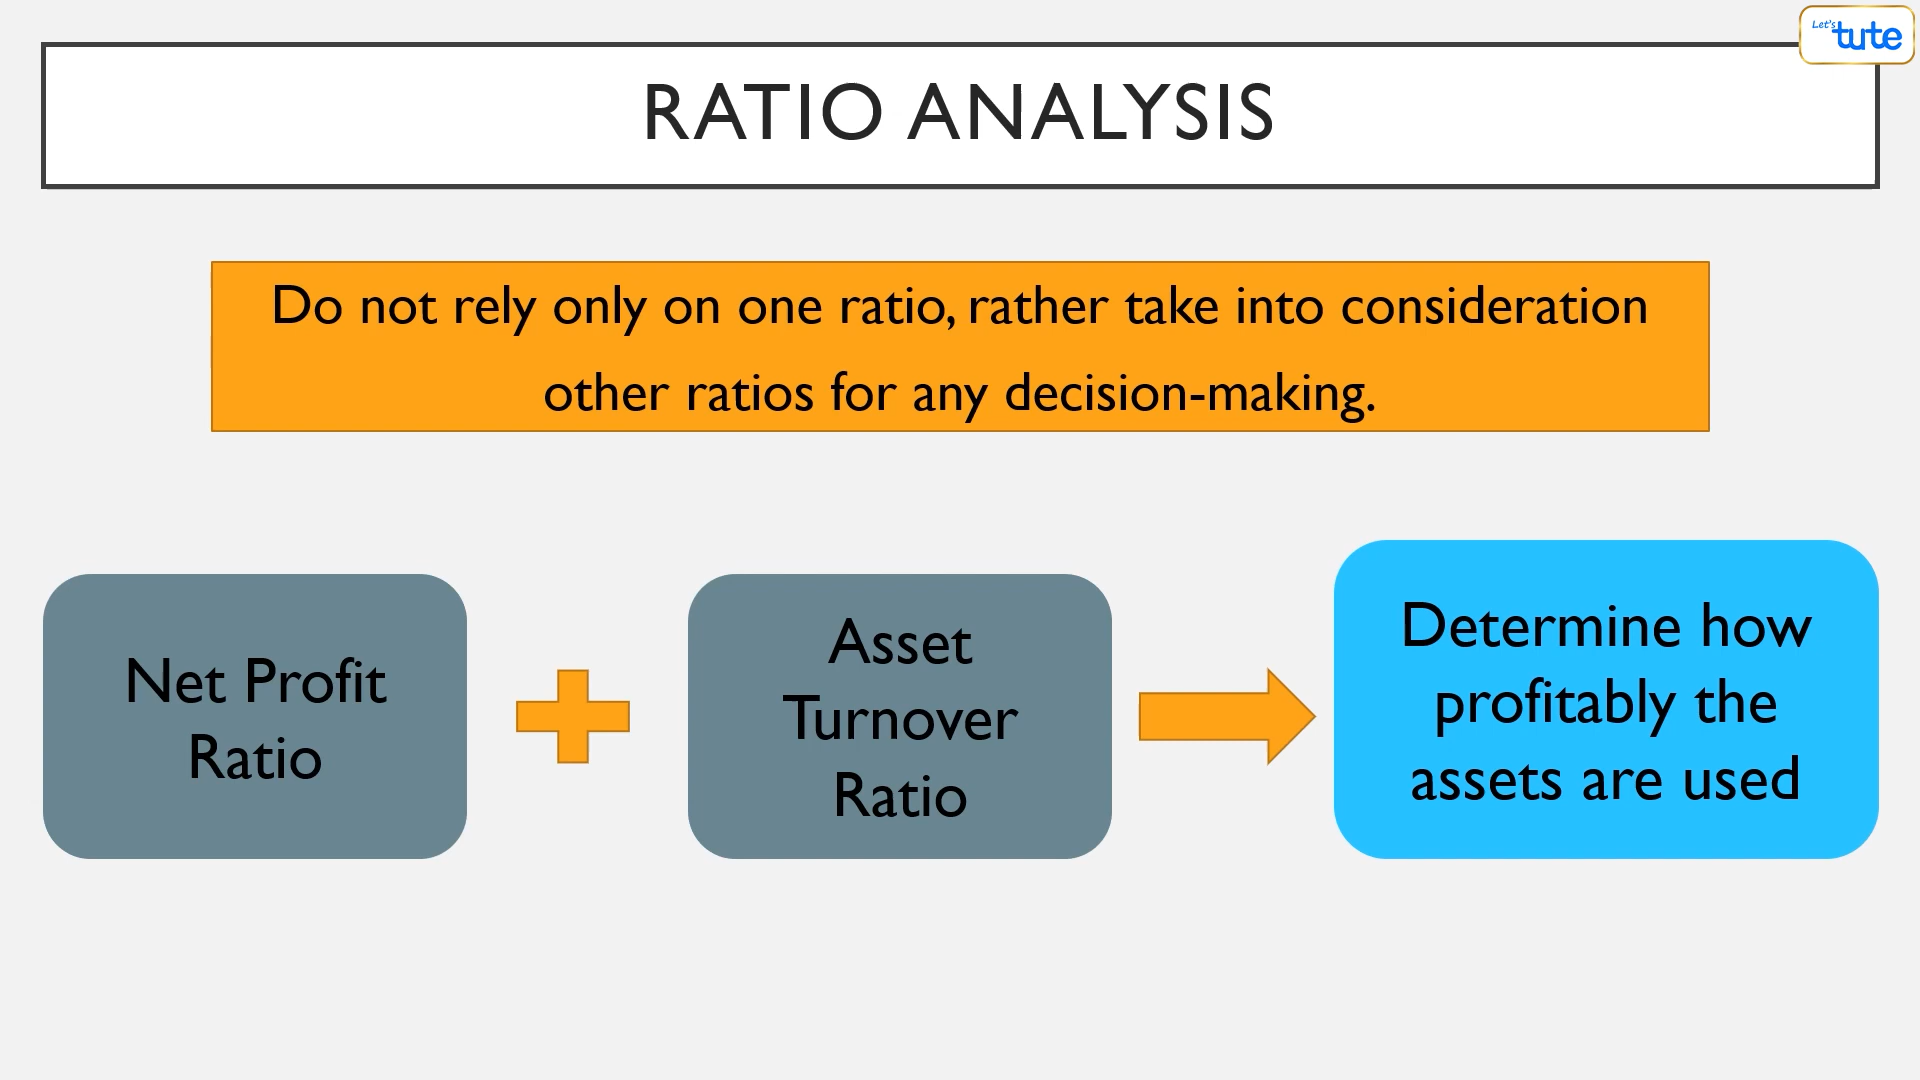 Let's
tute
RATIO ANALYSIS
Do not rely only on one ratio, rather take into consideration
other ratios for any decision-making.
Net Profit
Ratio
Asset
Turnover
Ratio
Determine how
profitably the
assets are used